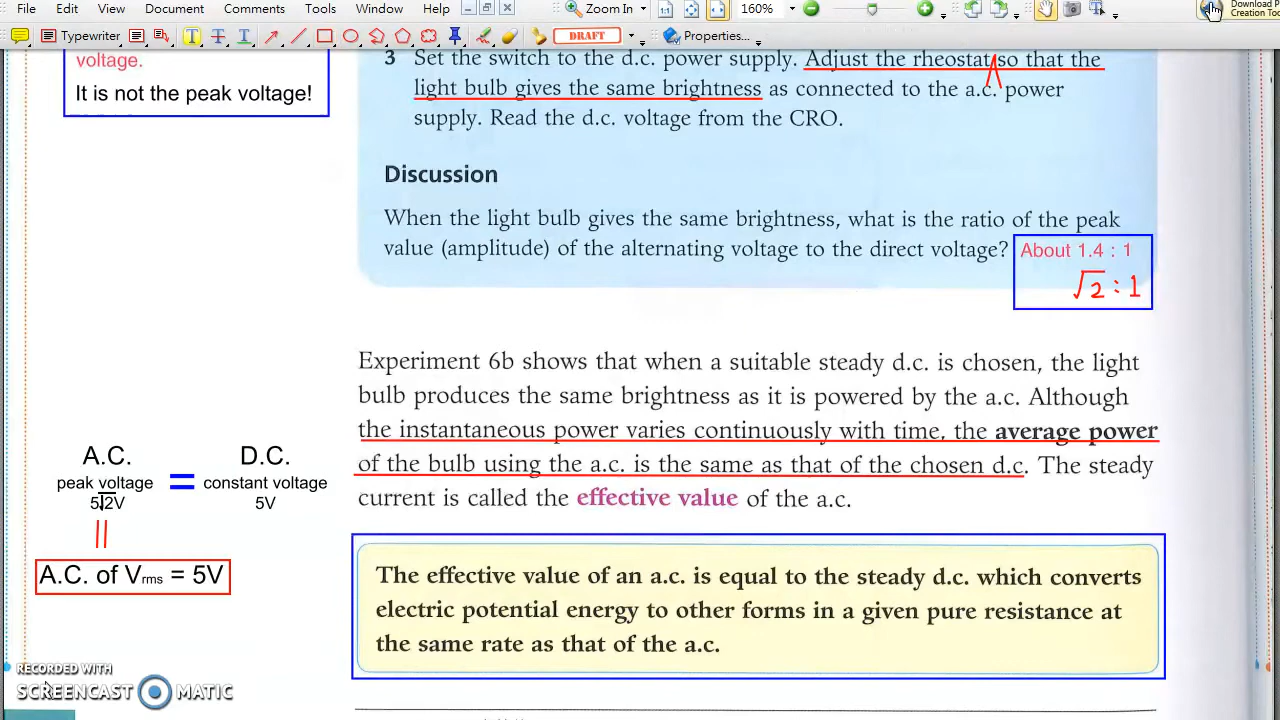 File Edit View Document Comments Tools Window Help
Zoom In 1:1 160%
Download P
Creation To
Typewriter DRAFT Properties...
voltage.
It is not the peak voltage!
3 Set the switch to the d.c. power supply. Adjust the rheostat so that the
light bulb gives the same brightness as connected to the a.c. power
supply. Read the d.c. voltage from the CRO.
Discussion
When the light bulb gives the same brightness, what is the ratio of the peak
value (amplitude) of the alternating voltage to the direct voltage?
About 1.4 : 1
√2 : 1
Experiment 6b shows that when a suitable steady d.c. is chosen, the light
bulb produces the same brightness as it is powered by the a.c. Although
the instantaneous power varies continuously with time, the average power
of the bulb using the a.c. is the same as that of the chosen d.c. The steady
current is called the effective value of the a.c.
A.C.
peak voltage
5√2V
=
D.C.
constant voltage
5V
A.C. of Vrms = 5V
The effective value of an a.c. is equal to the steady d.c. which converts
electric potential energy to other forms in a given pure resistance at
the same rate as that of the a.c.
RECORDED WITH
SCREENCAST MATIC